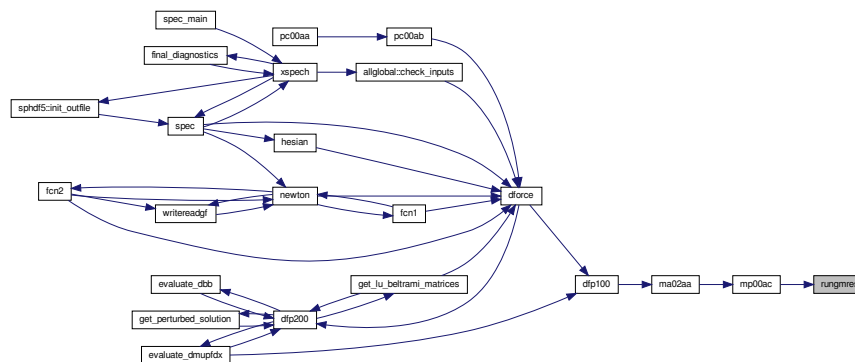 spec_main
pc00aa
pc00ab
final_diagnostics
xspech
allglobal::check_inputs
sphdf5::init_outfile
spec
hesian
fcn2
newton
dforce
writereadgf
fcn1
evaluate_dbb
get_lu_beltrami_matrices
dfp100
ma02aa
mp00ac
rungmres
get_perturbed_solution
dfp200
evaluate_dmupfdx